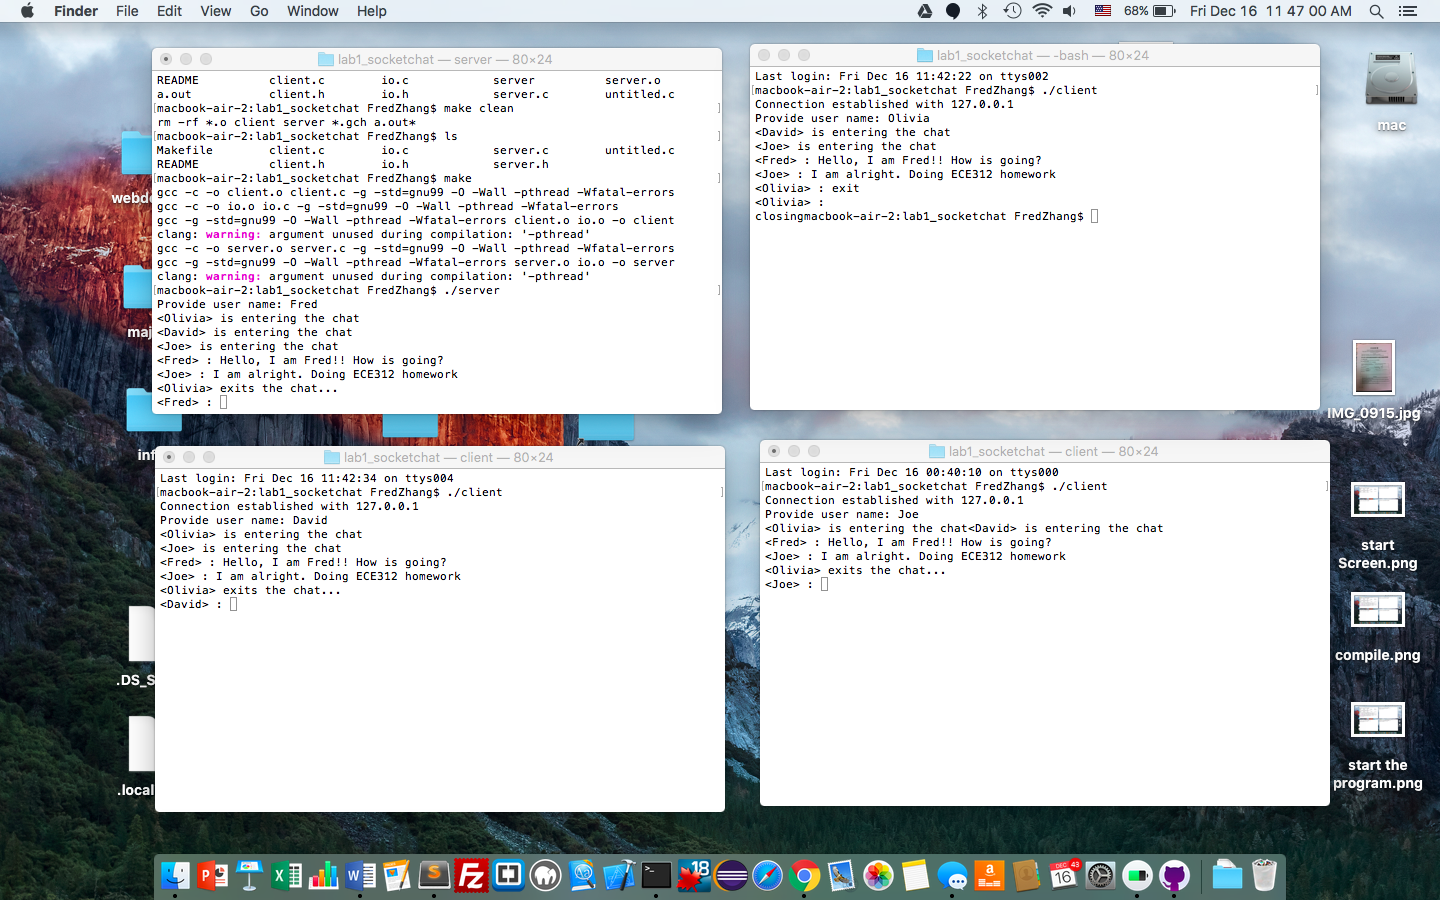 Finder File Edit View Go Window Help 68% Fri Dec 16 11 47 00 AM
lab1_socketchat — server — 80×24
README client.c io.c server server.o
a.out client.h io.h server.c untitled.c
[macbook-air-2:lab1_socketchat FredZhang$ make clean ]
rm -rf *.o client server *.gch a.out*
[macbook-air-2:lab1_socketchat FredZhang$ ls ]
Makefile client.c io.c server.c untitled.c
README client.h io.h server.h
[macbook-air-2:lab1_socketchat FredZhang$ make ]
gcc -c -o client.o client.c -g -std=gnu99 -O -Wall -pthread -Wfatal-errors
gcc -c -o io.o io.c -g -std=gnu99 -O -Wall -pthread -Wfatal-errors
gcc -g -std=gnu99 -O -Wall -pthread -Wfatal-errors client.o io.o -o client
clang: warning: argument unused during compilation: '-pthread'
gcc -c -o server.o server.c -g -std=gnu99 -O -Wall -pthread -Wfatal-errors
gcc -g -std=gnu99 -O -Wall -pthread -Wfatal-errors server.o io.o -o server
clang: warning: argument unused during compilation: '-pthread'
[macbook-air-2:lab1_socketchat FredZhang$ ./server ]
Provide user name: Fred
<Olivia> is entering the chat
<David> is entering the chat
<Joe> is entering the chat
<Fred> : Hello, I am Fred!! How is going?
<Joe> : I am alright. Doing ECE312 homework
<Olivia> exits the chat...
<Fred> :
lab1_socketchat — -bash — 80×24
Last login: Fri Dec 16 11:42:22 on ttys002
[macbook-air-2:lab1_socketchat FredZhang$ ./client ]
Connection established with 127.0.0.1
Provide user name: Olivia
<David> is entering the chat
<Joe> is entering the chat
<Fred> : Hello, I am Fred!! How is going?
<Joe> : I am alright. Doing ECE312 homework
<Olivia> : exit
<Olivia> :
closingmacbook-air-2:lab1_socketchat FredZhang$
lab1_socketchat — client — 80×24
Last login: Fri Dec 16 11:42:34 on ttys004
[macbook-air-2:lab1_socketchat FredZhang$ ./client ]
Connection established with 127.0.0.1
Provide user name: David
<Olivia> is entering the chat
<Joe> is entering the chat
<Fred> : Hello, I am Fred!! How is going?
<Joe> : I am alright. Doing ECE312 homework
<Olivia> exits the chat...
<David> :
lab1_socketchat — client — 80×24
Last login: Fri Dec 16 00:40:10 on ttys000
[macbook-air-2:lab1_socketchat FredZhang$ ./client ]
Connection established with 127.0.0.1
Provide user name: Joe
<Olivia> is entering the chat<David> is entering the chat
<Fred> : Hello, I am Fred!! How is going?
<Joe> : I am alright. Doing ECE312 homework
<Olivia> exits the chat...
<Joe> :
webd
maj
inf
.DS_S
.local
mac
IMG_0915.jpg
start
Screen.png
compile.png
start the
program.png
18
DEC 43
16